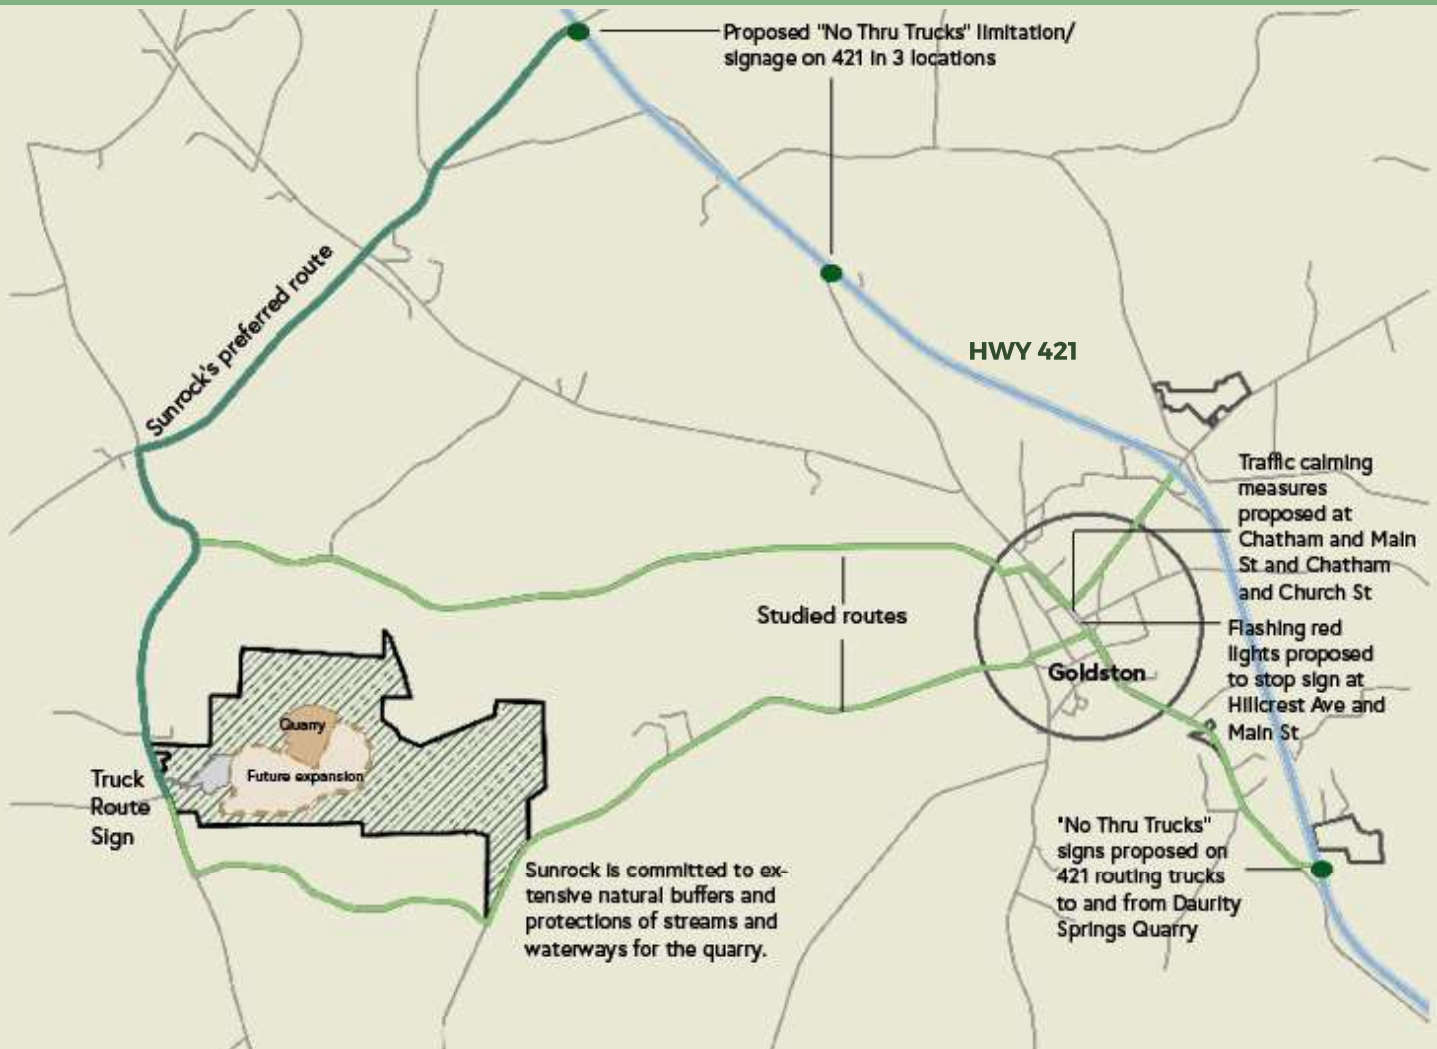 Proposed "No Thru Trucks" limitation/
signage on 421 in 3 locations
HWY 421
Sunrock's preferred route
Traffic calming
measures
proposed at
Chatham and Main
St and Chatham
and Church St
Studied routes
Flashing red
lights proposed
to stop sign at
Hillcrest Ave and
Main St
Goldston
Quarry
Future expansion
Truck
Route
Sign
"No Thru Trucks"
signs proposed on
421 routing trucks
to and from Daurity
Springs Quarry
Sunrock is committed to ex-
tensive natural buffers and
protections of streams and
waterways for the quarry.